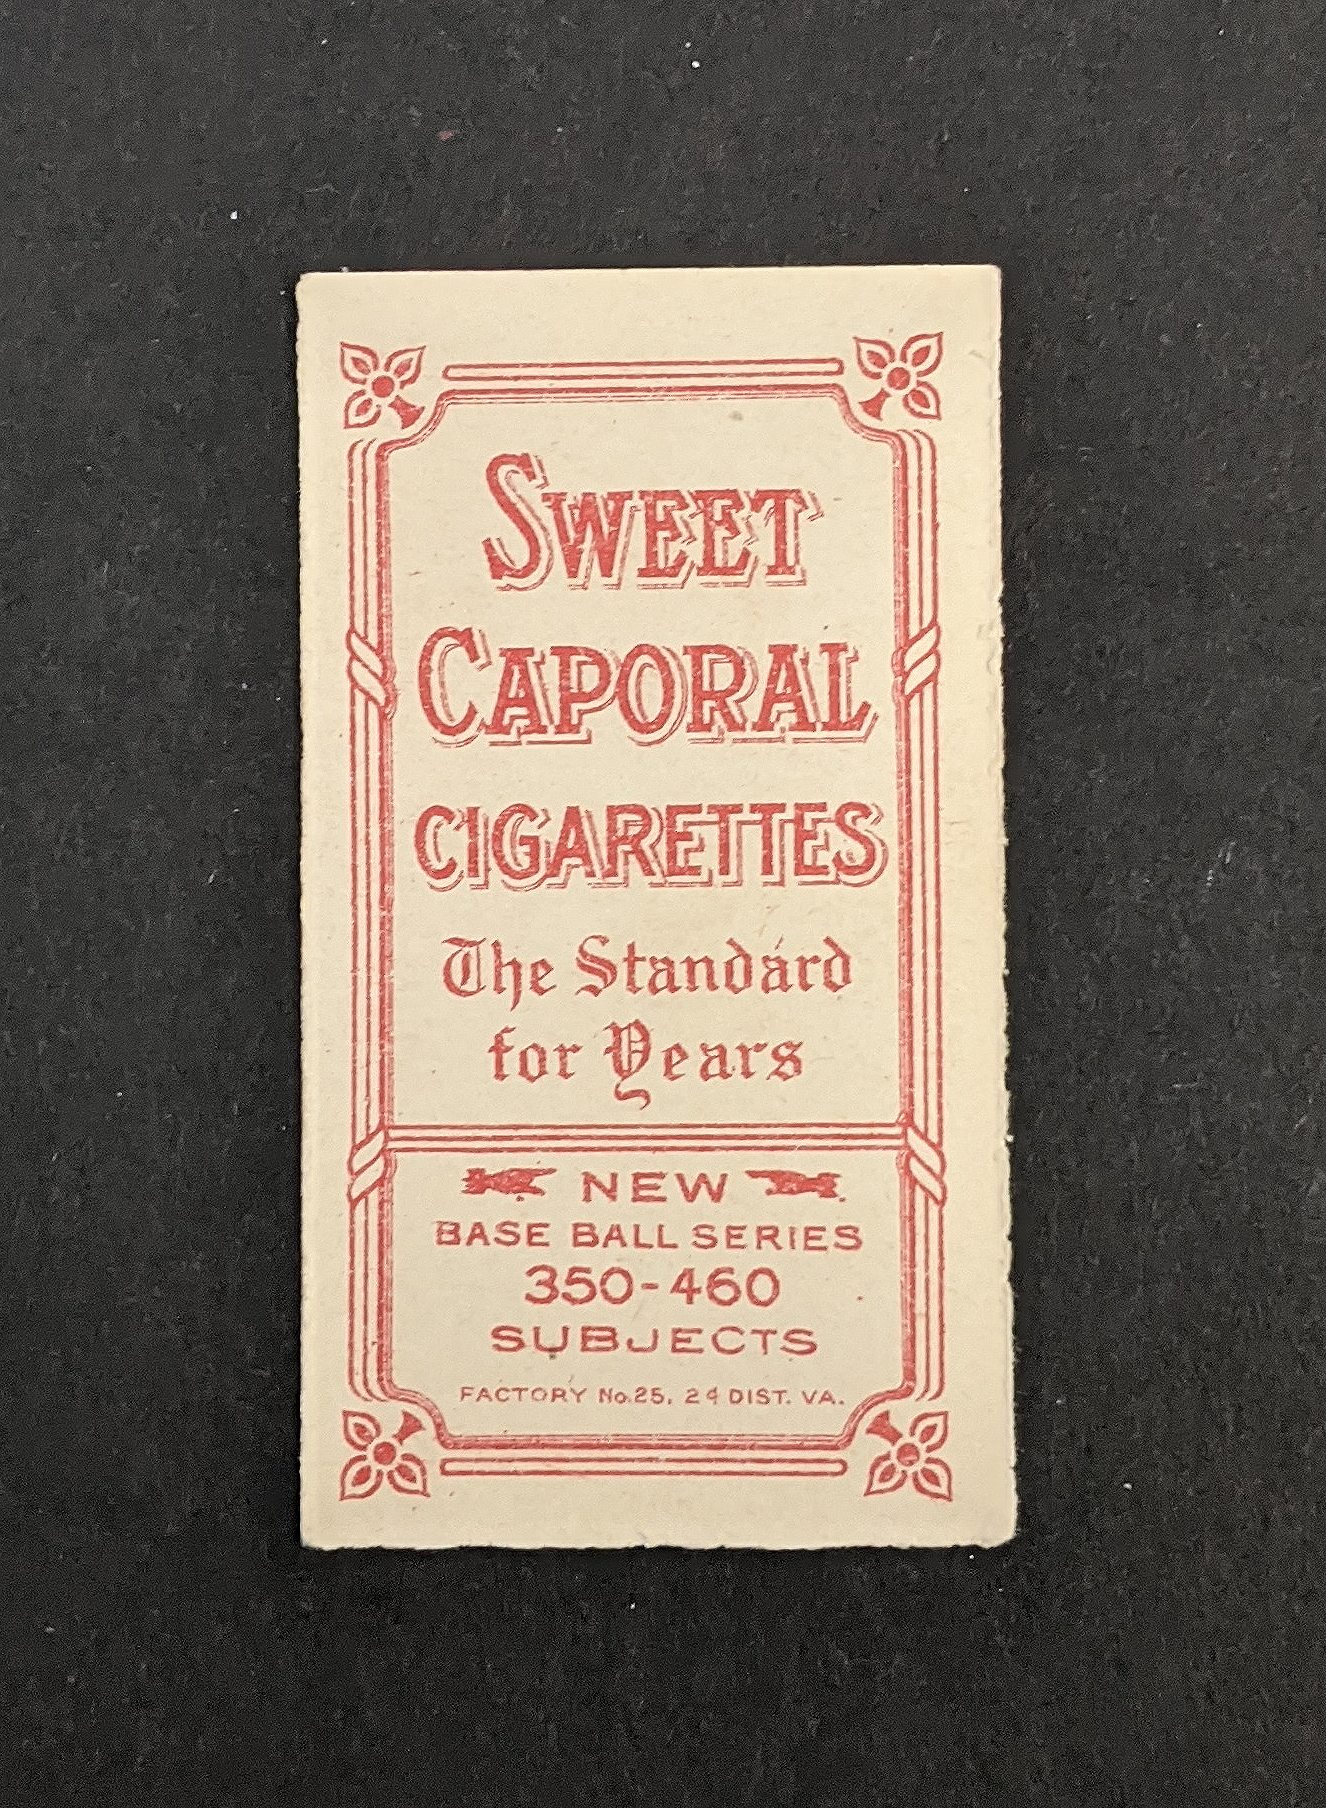 SWEET
CAPORAL
CIGARETTES
The Standard
for Years
NEW
BASE BALL SERIES
350-460
SUBJECTS
FACTORY No.25, 2d DIST. VA.